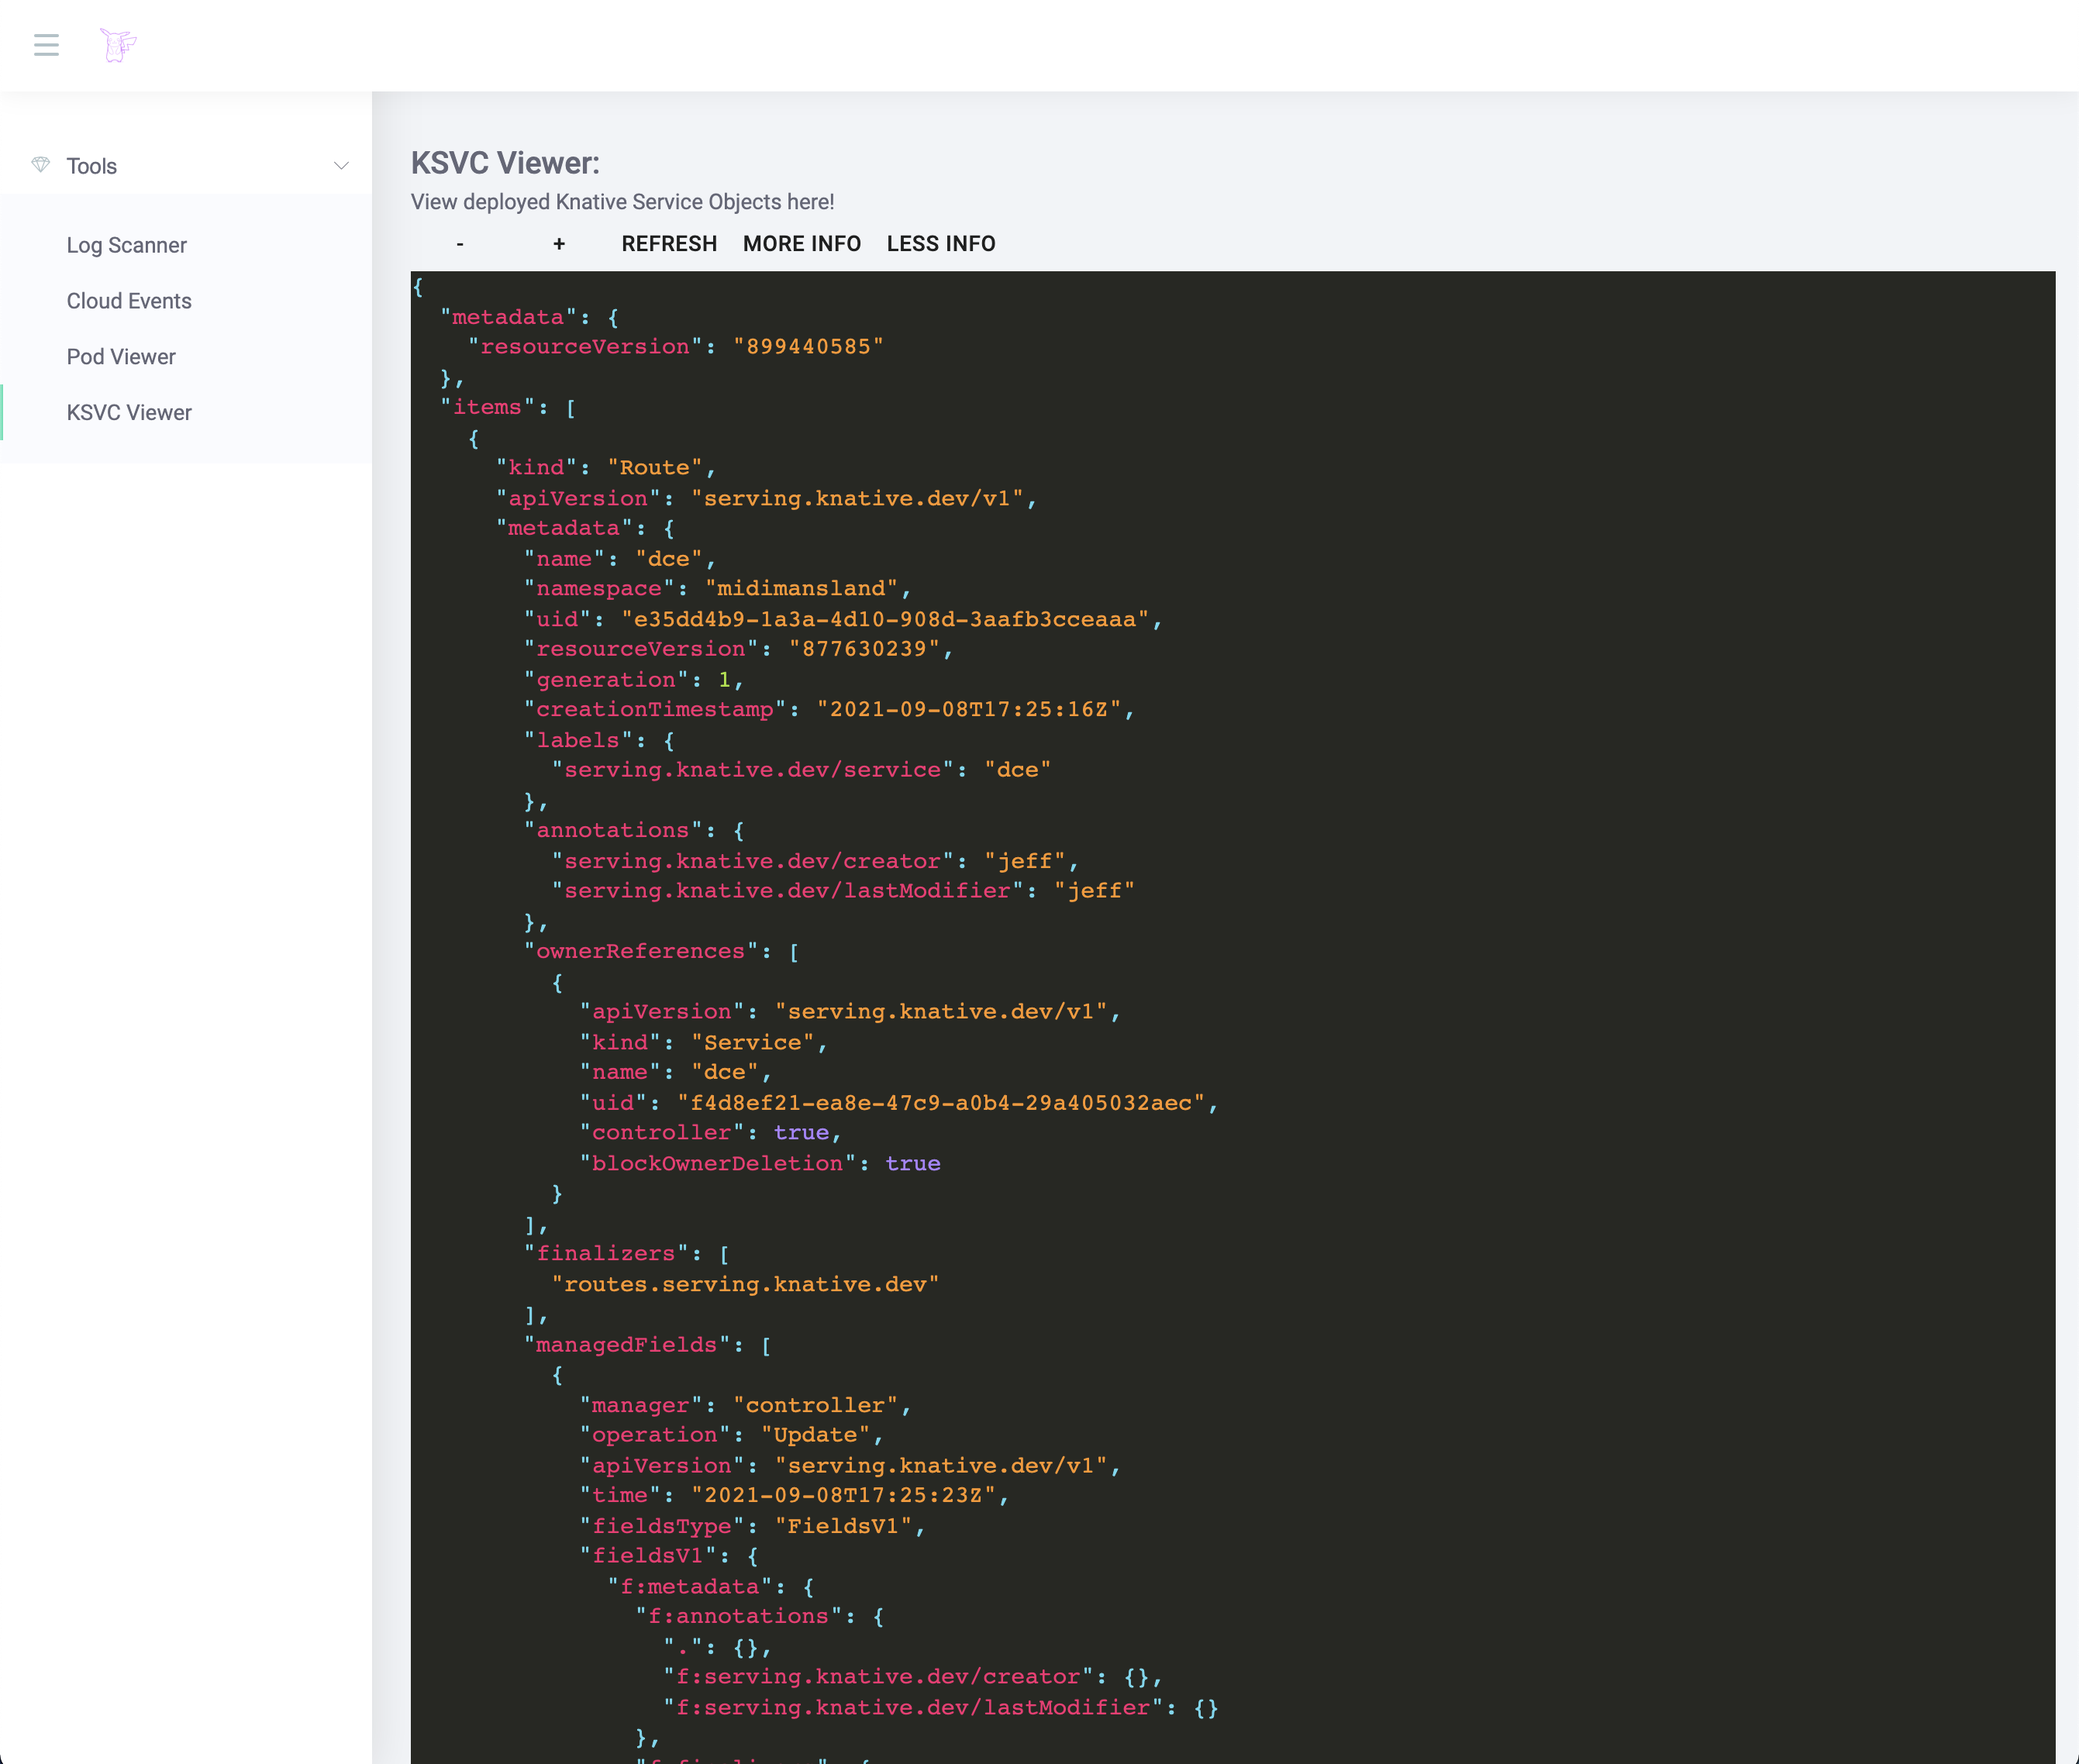 Tools
Log Scanner
Cloud Events
Pod Viewer
KSVC Viewer
KSVC Viewer:
View deployed Knative Service Objects here!
- + REFRESH MORE INFO LESS INFO
{
  "metadata": {
    "resourceVersion": "899440585"
  },
  "items": [
    {
      "kind": "Route",
      "apiVersion": "serving.knative.dev/v1",
      "metadata": {
        "name": "dce",
        "namespace": "midimansland",
        "uid": "e35dd4b9-1a3a-4d10-908d-3aafb3cceaaa",
        "resourceVersion": "877630239",
        "generation": 1,
        "creationTimestamp": "2021-09-08T17:25:16Z",
        "labels": {
          "serving.knative.dev/service": "dce"
        },
        "annotations": {
          "serving.knative.dev/creator": "jeff",
          "serving.knative.dev/lastModifier": "jeff"
        },
        "ownerReferences": [
          {
            "apiVersion": "serving.knative.dev/v1",
            "kind": "Service",
            "name": "dce",
            "uid": "f4d8ef21-ea8e-47c9-a0b4-29a405032aec",
            "controller": true,
            "blockOwnerDeletion": true
          }
        ],
        "finalizers": [
          "routes.serving.knative.dev"
        ],
        "managedFields": [
          {
            "manager": "controller",
            "operation": "Update",
            "apiVersion": "serving.knative.dev/v1",
            "time": "2021-09-08T17:25:23Z",
            "fieldsType": "FieldsV1",
            "fieldsV1": {
              "f:metadata": {
                "f:annotations": {
                  ".": {},
                  "f:serving.knative.dev/creator": {},
                  "f:serving.knative.dev/lastModifier": {}
                },